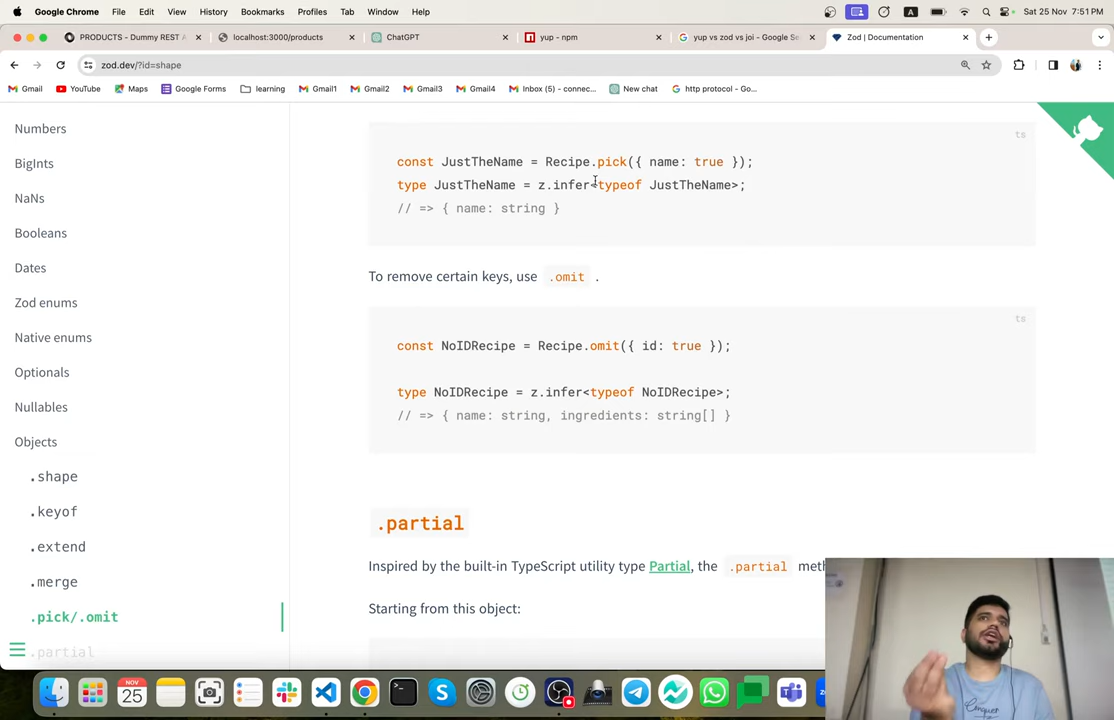 Google Chrome File Edit View History Bookmarks Profiles Tab Window Help A Sat 25 Nov 7:51 PM
PRODUCTS - Dummy REST A localhost:3000/products ChatGPT yup - npm yup vs zod vs joi - Google Se Zod | Documentation
zod.dev/?id=shape
Gmail YouTube Maps Google Forms learning Gmail1 Gmail2 Gmail3 Gmail4 Inbox (5) - connec... New chat http protocol - Go...
Numbers
BigInts
NaNs
Booleans
Dates
Zod enums
Native enums
Optionals
Nullables
Objects
.shape
.keyof
.extend
.merge
.pick/.omit
.partial
ts
const JustTheName = Recipe.pick({ name: true });
type JustTheName = z.infer<typeof JustTheName>;
// => { name: string }
To remove certain keys, use .omit .
ts
const NoIDRecipe = Recipe.omit({ id: true });
type NoIDRecipe = z.infer<typeof NoIDRecipe>;
// => { name: string, ingredients: string[] }
.partial
Inspired by the built-in TypeScript utility type Partial, the .partial meth
Starting from this object:
NOV
25
Conquer